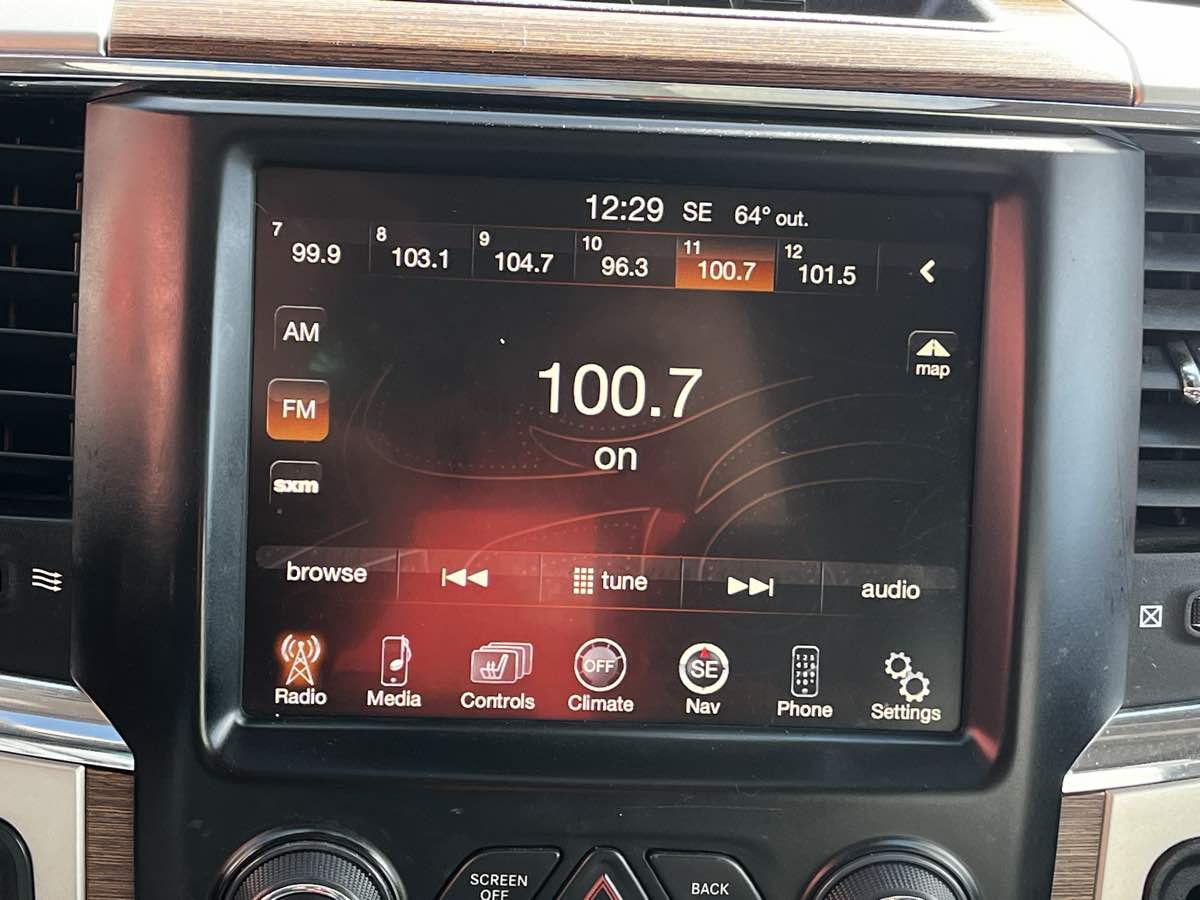 12:29 SE 64° out.
7 99.9 8 103.1 9 104.7 10 96.3 11 100.7 12 101.5
AM
map
100.7
FM
on
sxm
browse tune audio
OFF SE
Radio Media Controls Climate Nav Phone Settings
SCREEN
OFF
BACK